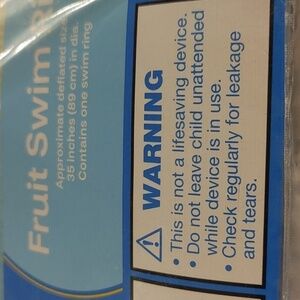 Fruit Swim Ri
Approximate deflated size
35 inches (89 cm) in dia.
Contains one swim ring
WARNING
• This is not a lifesaving device.
• Do not leave child unattended
while device is in use.
• Check regularly for leakage
and tears.